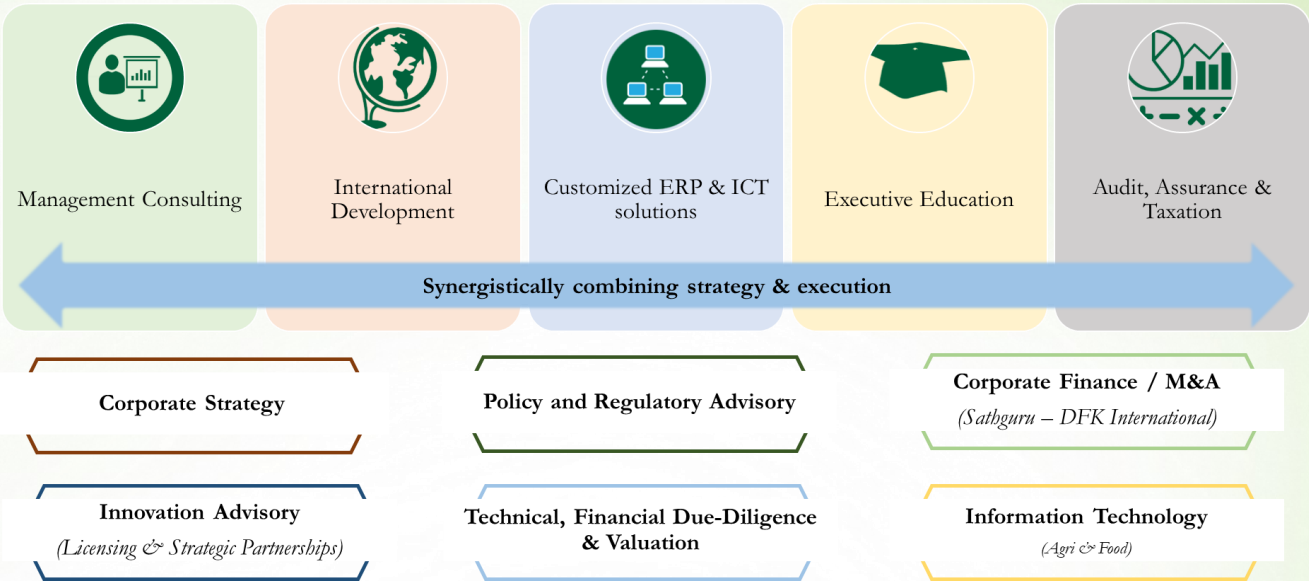 Management Consulting
International
Development
Customized ERP & ICT
solutions
Executive Education
Audit, Assurance &
Taxation
Synergistically combining strategy & execution
Corporate Strategy
Policy and Regulatory Advisory
Corporate Finance / M&A
(Sathguru – DFK International)
Innovation Advisory
(Licensing & Strategic Partnerships)
Technical, Financial Due-Diligence
& Valuation
Information Technology
(Agri & Food)